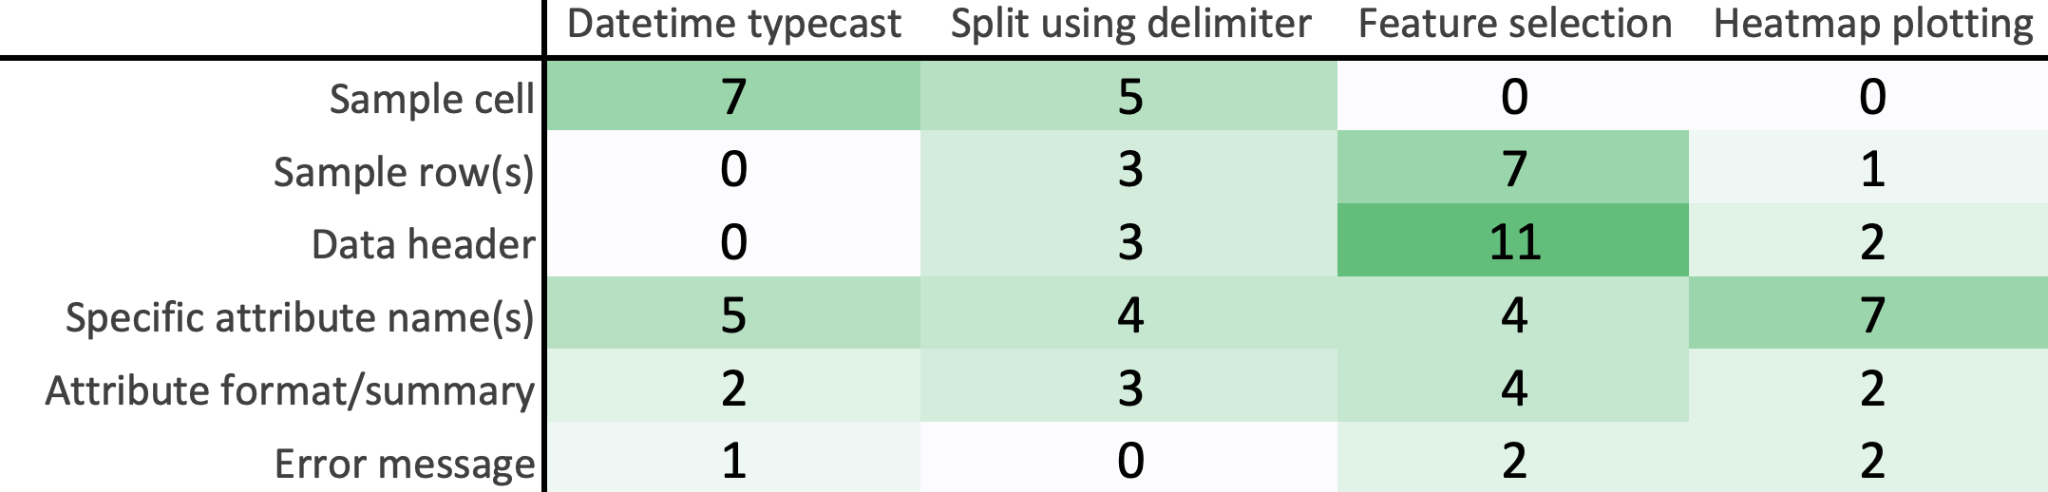 Datetime typecast Split using delimiter Feature selection Heatmap plotting
Sample cell 7 5 0 0
Sample row(s) 0 3 7 1
Data header 0 3 11 2
Specific attribute name(s) 5 4 4 7
Attribute format/summary 2 3 4 2
Error message 1 0 2 2